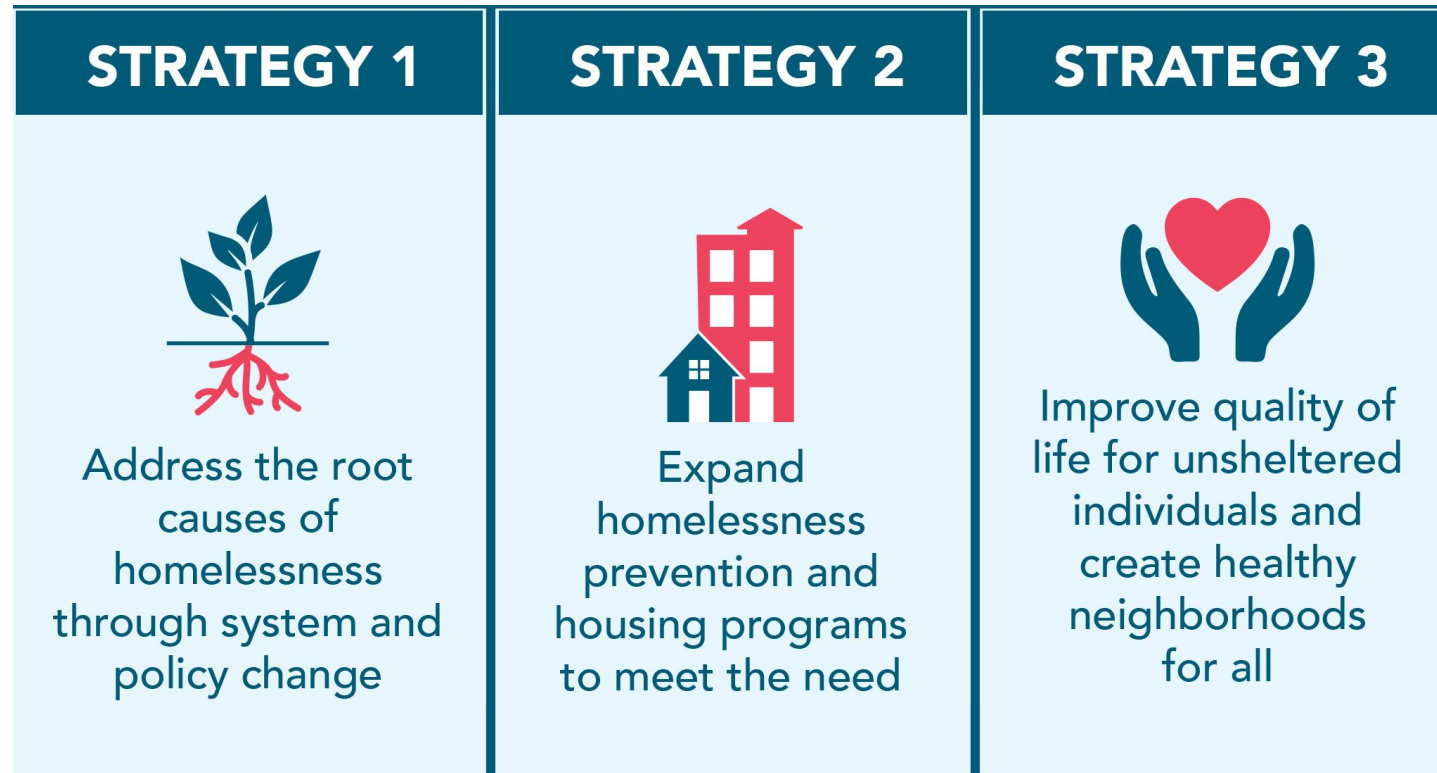 STRATEGY 1
Address the root
causes of
homelessness
through system and
policy change
STRATEGY 2
Expand
homelessness
prevention and
housing programs
to meet the need
STRATEGY 3
Improve quality of
life for unsheltered
individuals and
create healthy
neighborhoods
for all